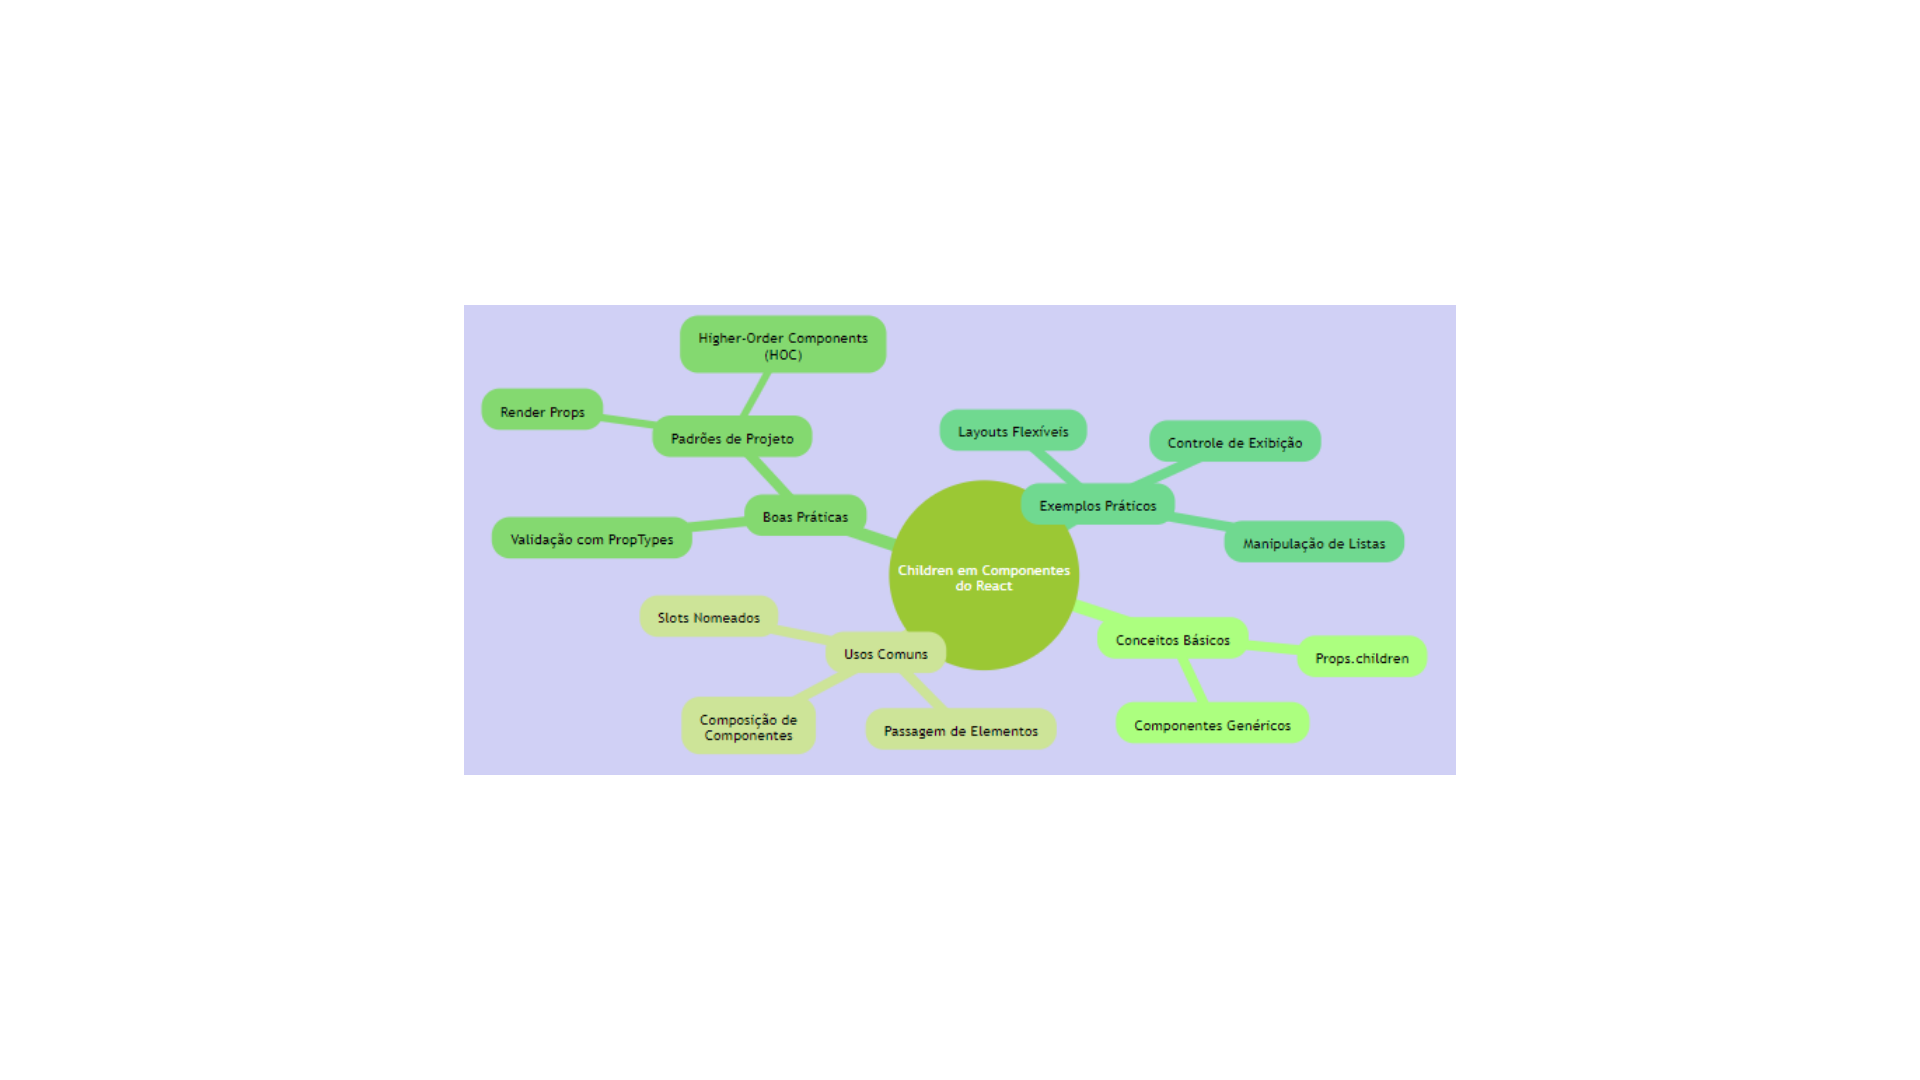 Higher-Order Components
(HOC)
Render Props
Padrões de Projeto
Layouts Flexíveis
Controle de Exibição
Exemplos Práticos
Boas Práticas
Validação com PropTypes
Manipulação de Listas
Children em Componentes
do React
Slots Nomeados
Usos Comuns
Conceitos Básicos
Props.children
Composição de
Componentes
Passagem de Elementos
Componentes Genéricos